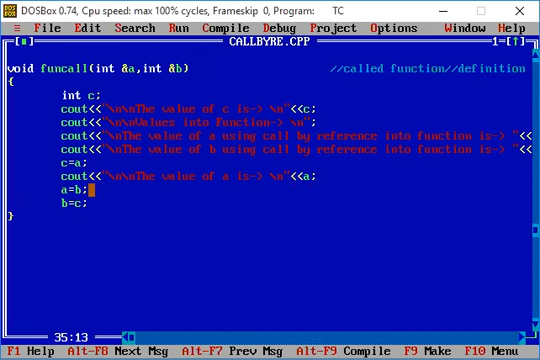 DOSBox 0.74, Cpu speed: max 100% cycles, Frameskip 0, Program: TC
≡ File Edit Search Run Compile Debug Project Options Window Help
[■] CALLBYRE.CPP 1=[↑]
void funcall(int &a,int &b) //called function//definition
{
int c;
cout<<"\n\nThe value of c is-> \n"<<c;
cout<<"\n\nValues into Function-> \n";
cout<<"\n\nThe value of a using call by reference into function is-> "<<
cout<<"\n\nThe value of b using call by reference into function is-> "<<
c=a;
cout<<"\n\nThe value of a is-> \n"<<a;
a=b;
b=c;
}
35:13
F1 Help Alt-F8 Next Msg Alt-F7 Prev Msg Alt-F9 Compile F9 Make F10 Menu